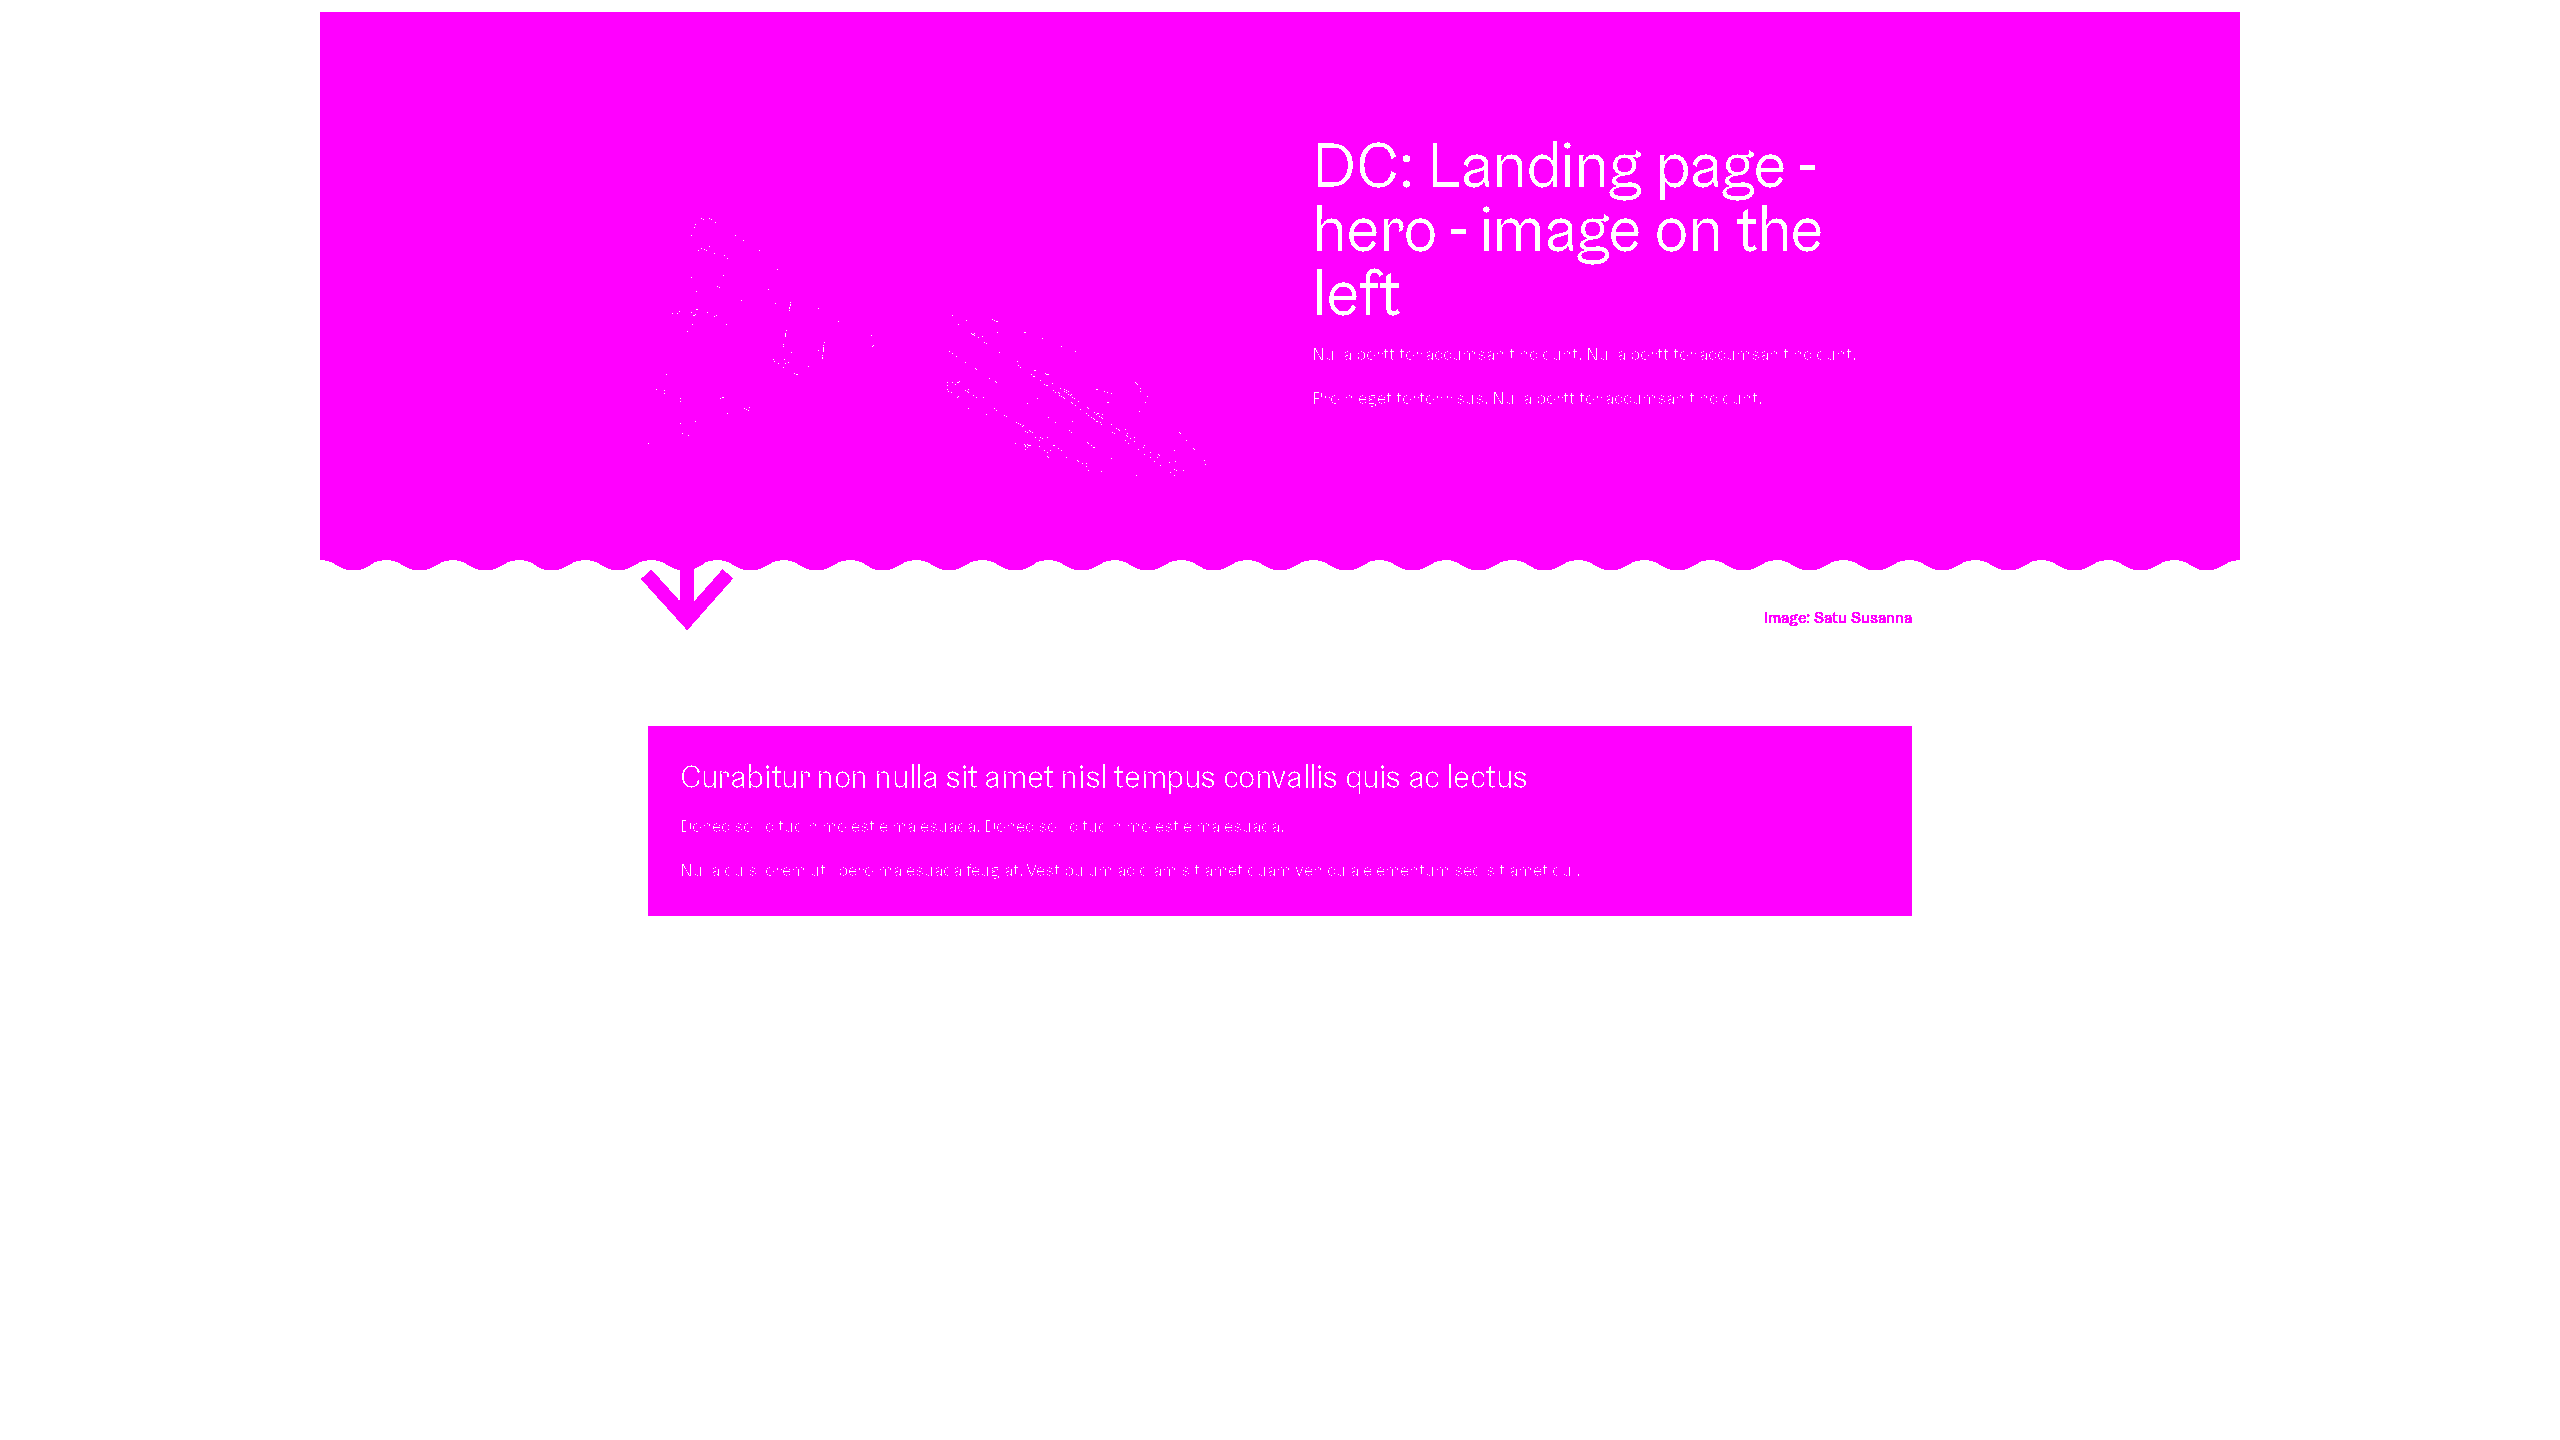 DC: Landing page -
hero - image on the
left
Nulla porttitor accumsan tincidunt. Nulla porttitor accumsan tincidunt.
Proin eget tortor risus. Nulla porttitor accumsan tincidunt.
Image: Satu Susanna
Curabitur non nulla sit amet nisl tempus convallis quis ac lectus
Donec sollicitudin molestie malesuada. Donec sollicitudin molestie malesuada.
Nulla quis lorem ut libero malesuada feugiat. Vestibulum ac diam sit amet quam vehicula elementum sed sit amet dui.